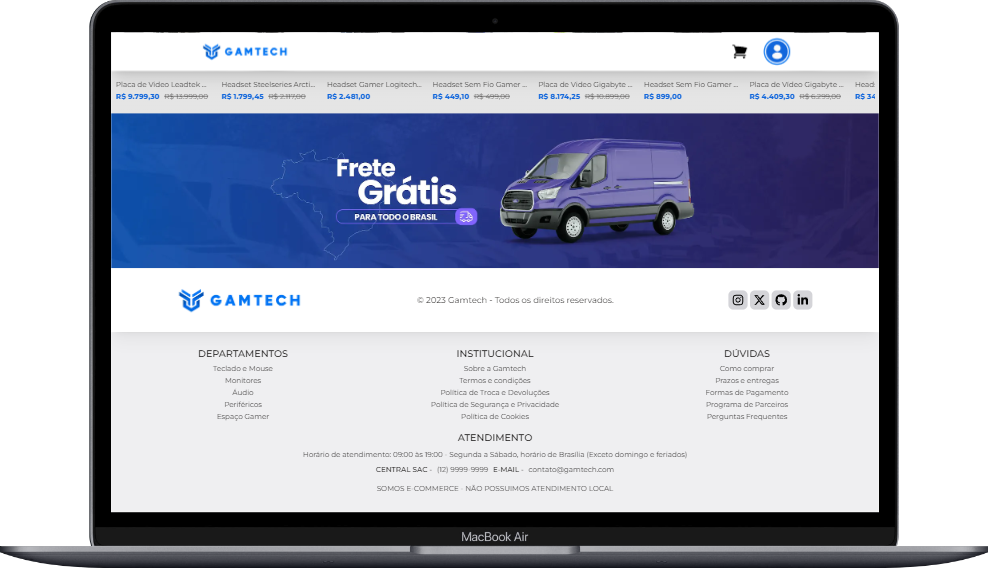 GAMTECH
Placa de Vídeo Leadtek ... Headset Steelseries Arcti... Headset Gamer Logitech... Headset Sem Fio Gamer ... Placa de Vídeo Gigabyte ... Headset Sem Fio Gamer ... Placa de Vídeo Gigabyte ... Head
R$ 9.799,30 R$ 13.999,00 R$ 1.799,45 R$ 2.117,00 R$ 2.481,00 R$ 449,10 R$ 499,00 R$ 8.174,25 R$ 10.899,00 R$ 899,00 R$ 4.409,30 R$ 6.299,00 R$ 34
Frete
Grátis
PARA TODO O BRASIL
GAMTECH © 2023 Gamtech - Todos os direitos reservados.
DEPARTAMENTOS
Teclado e Mouse
Monitores
Áudio
Periféricos
Espaço Gamer
INSTITUCIONAL
Sobre a Gamtech
Termos e condições
Política de Troca e Devoluções
Política de Segurança e Privacidade
Política de Cookies
DÚVIDAS
Como comprar
Prazos e entregas
Formas de Pagamento
Programa de Parceiros
Perguntas Frequentes
ATENDIMENTO
Horário de atendimento: 09:00 às 19:00 - Segunda a Sábado, horário de Brasília (Exceto domingo e feriados)
CENTRAL SAC - (12) 9999-9999 E-MAIL - contato@gamtech.com
SOMOS E-COMMERCE - NÃO POSSUIMOS ATENDIMENTO LOCAL
MacBook Air